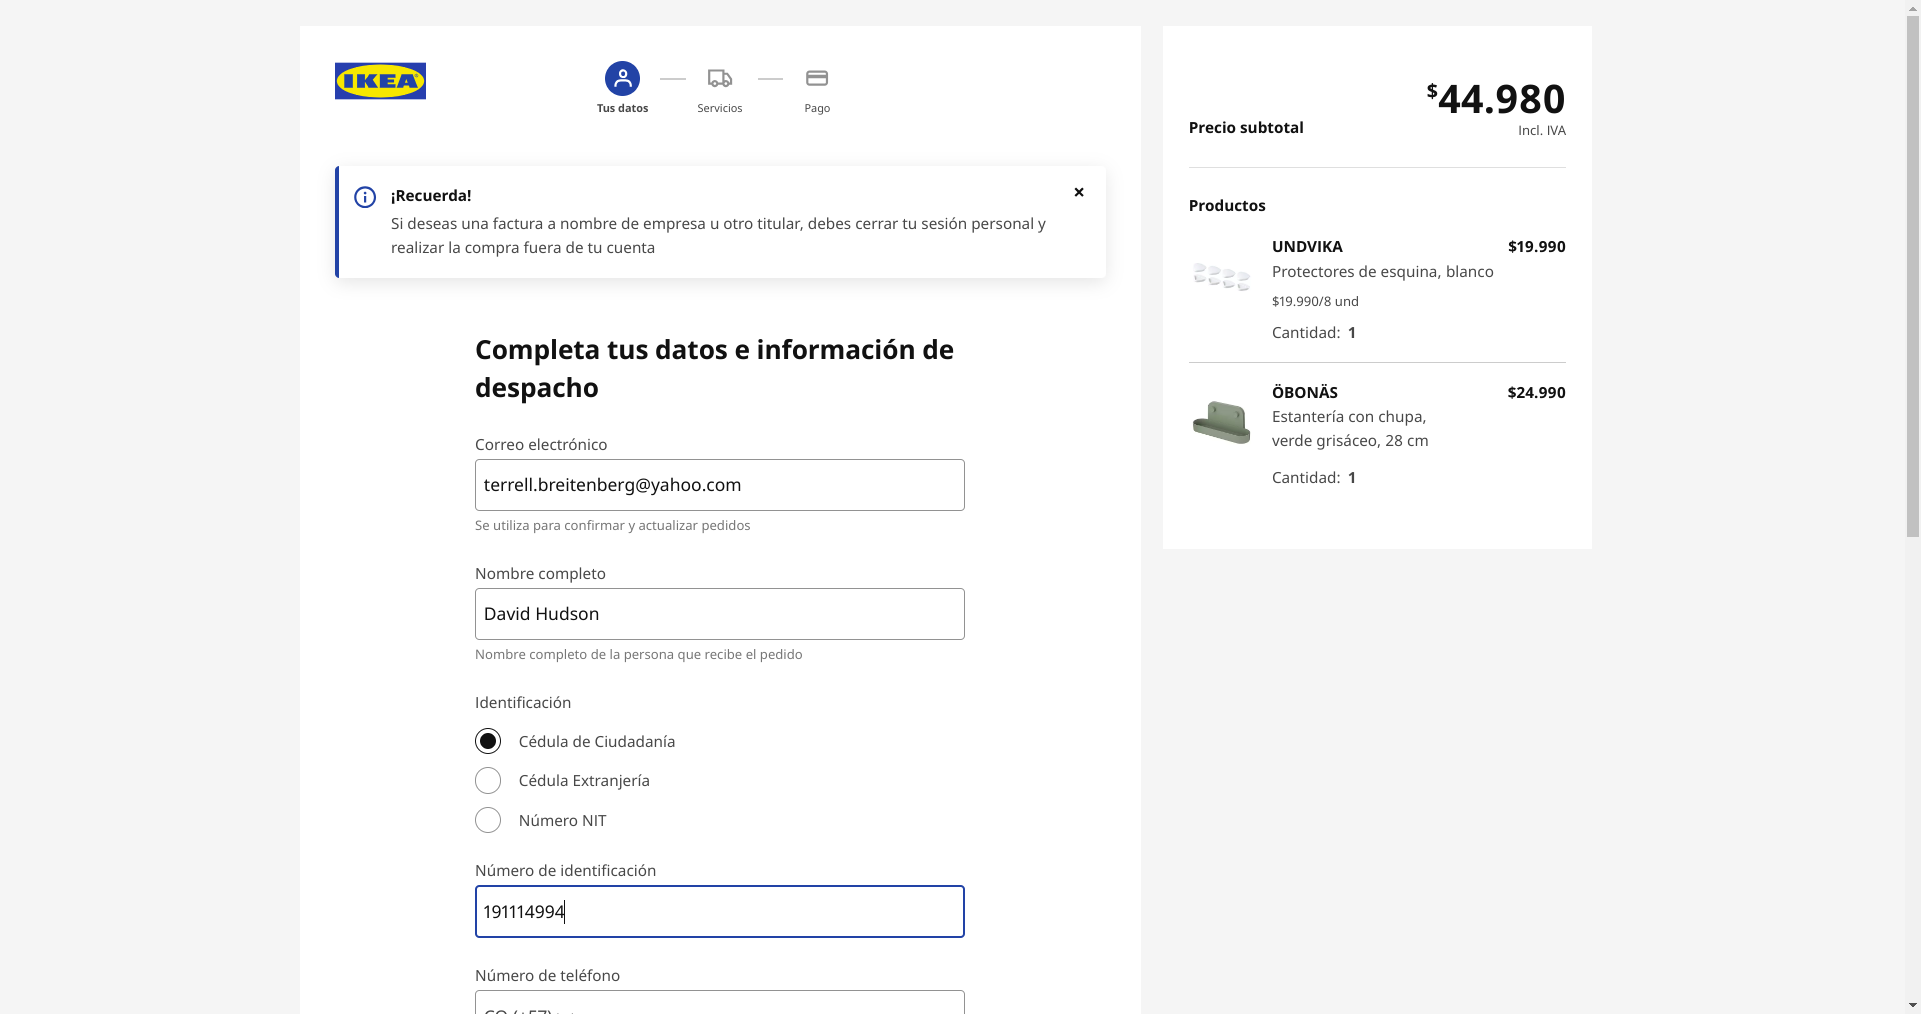 IKEA
Tus datos
Servicios
Pago
¡Recuerda!
Si deseas una factura a nombre de empresa u otro titular, debes cerrar tu sesión personal y
realizar la compra fuera de tu cuenta
Completa tus datos e información de
despacho
Correo electrónico
terrell.breitenberg@yahoo.com
Se utiliza para confirmar y actualizar pedidos
Nombre completo
David Hudson
Nombre completo de la persona que recibe el pedido
Identificación
Cédula de Ciudadanía
Cédula Extranjería
Número NIT
Número de identificación
191114994
Número de teléfono
$44.980
Precio subtotal
Incl. IVA
Productos
UNDVIKA $19.990
Protectores de esquina, blanco
$19.990/8 und
Cantidad: 1
ÖBONÄS $24.990
Estantería con chupa,
verde grisáceo, 28 cm
Cantidad: 1